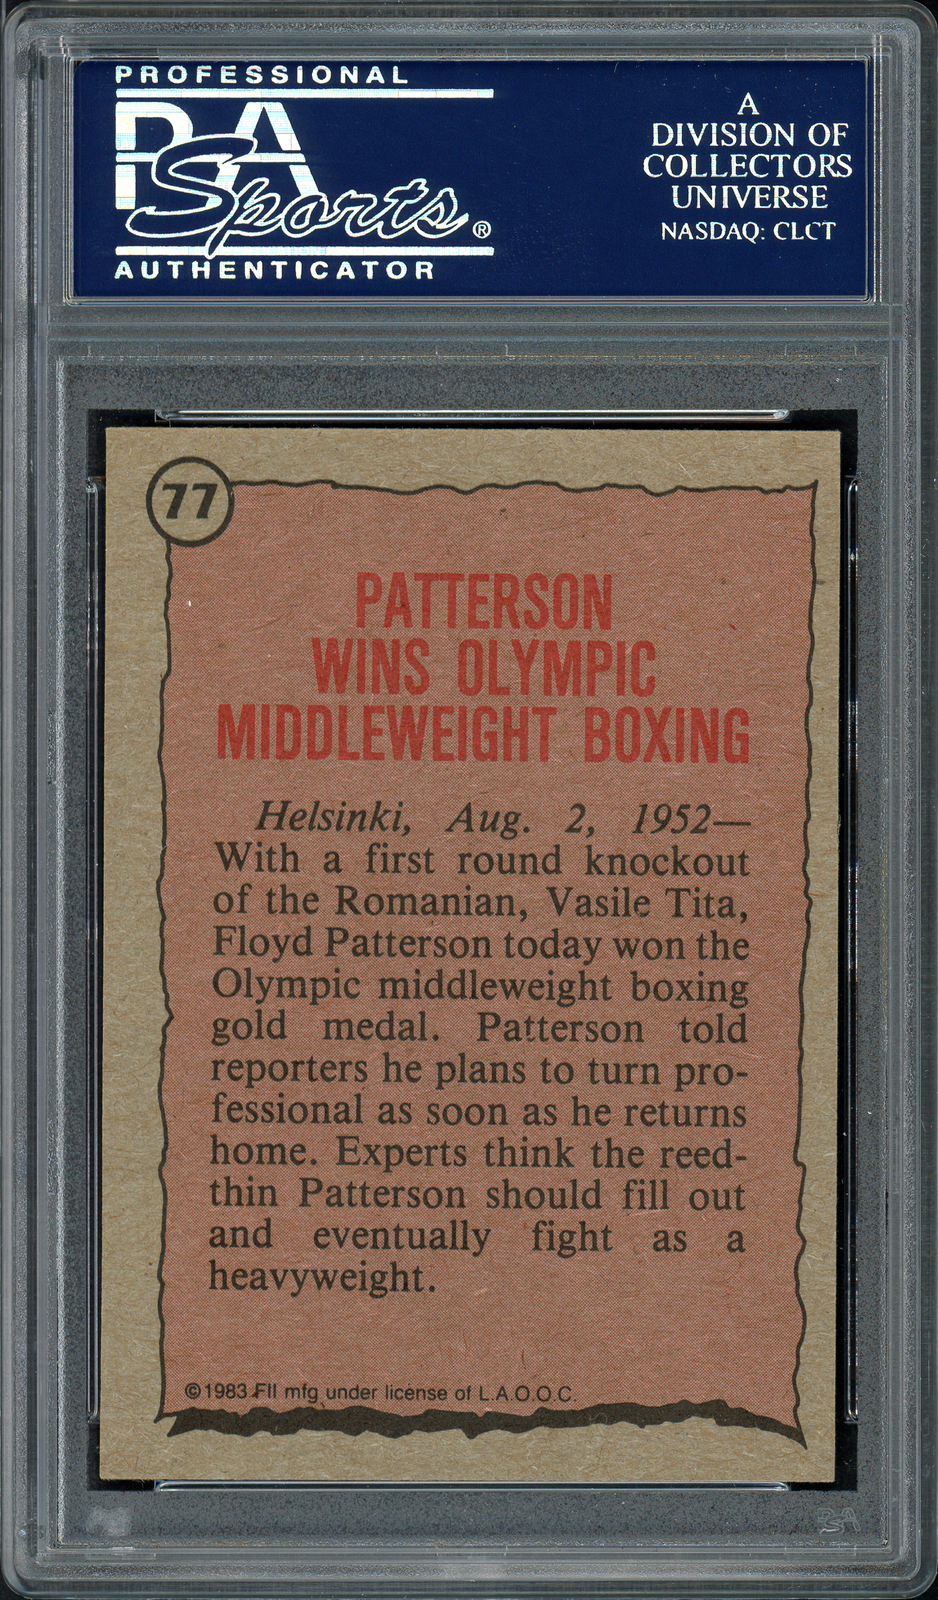 PROFESSIONAL
PSA
Sports®
AUTHENTICATOR
A
DIVISION OF
COLLECTORS
UNIVERSE
NASDAQ: CLCT
77
PATTERSON
WINS OLYMPIC
MIDDLEWEIGHT BOXING
Helsinki, Aug. 2, 1952—
With a first round knockout
of the Romanian, Vasile Tita,
Floyd Patterson today won the
Olympic middleweight boxing
gold medal. Patterson told
reporters he plans to turn pro-
fessional as soon as he returns
home. Experts think the reed-
thin Patterson should fill out
and eventually fight as a
heavyweight.
©1983 FII mfg under license of L.A.O.O.C.
PSA